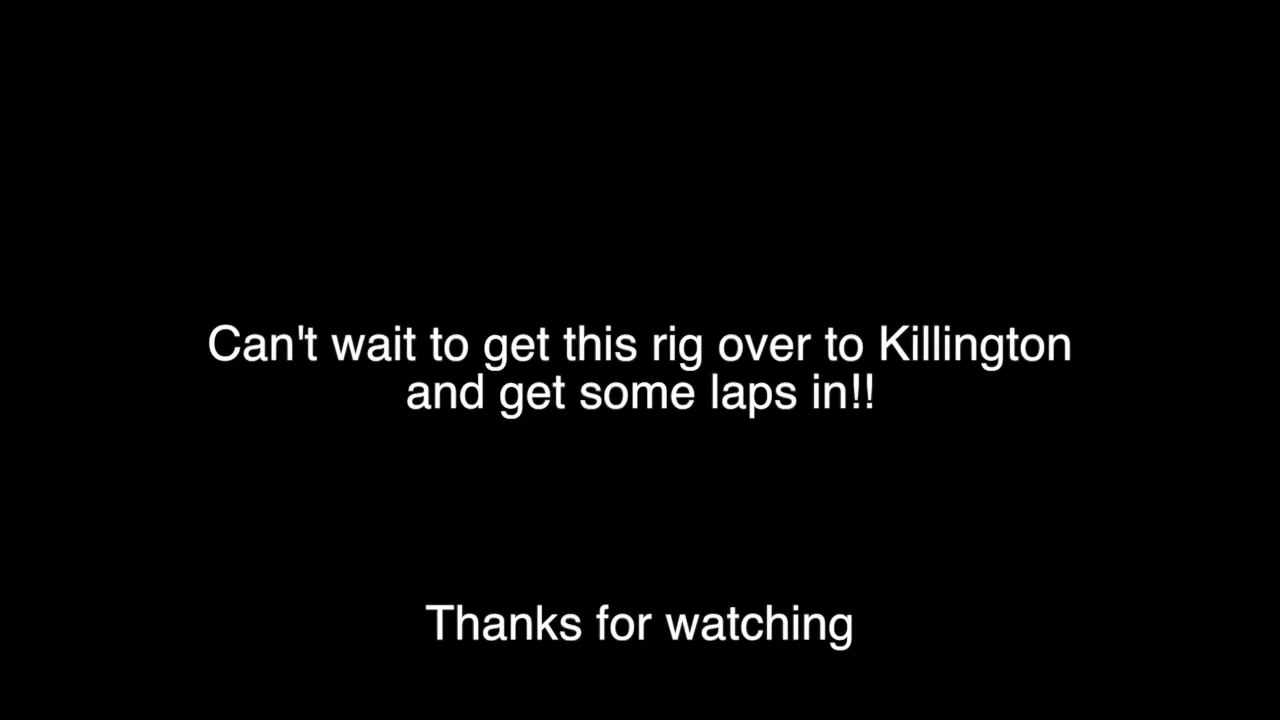 Can't wait to get this rig over to Killington
and get some laps in!!
Thanks for watching